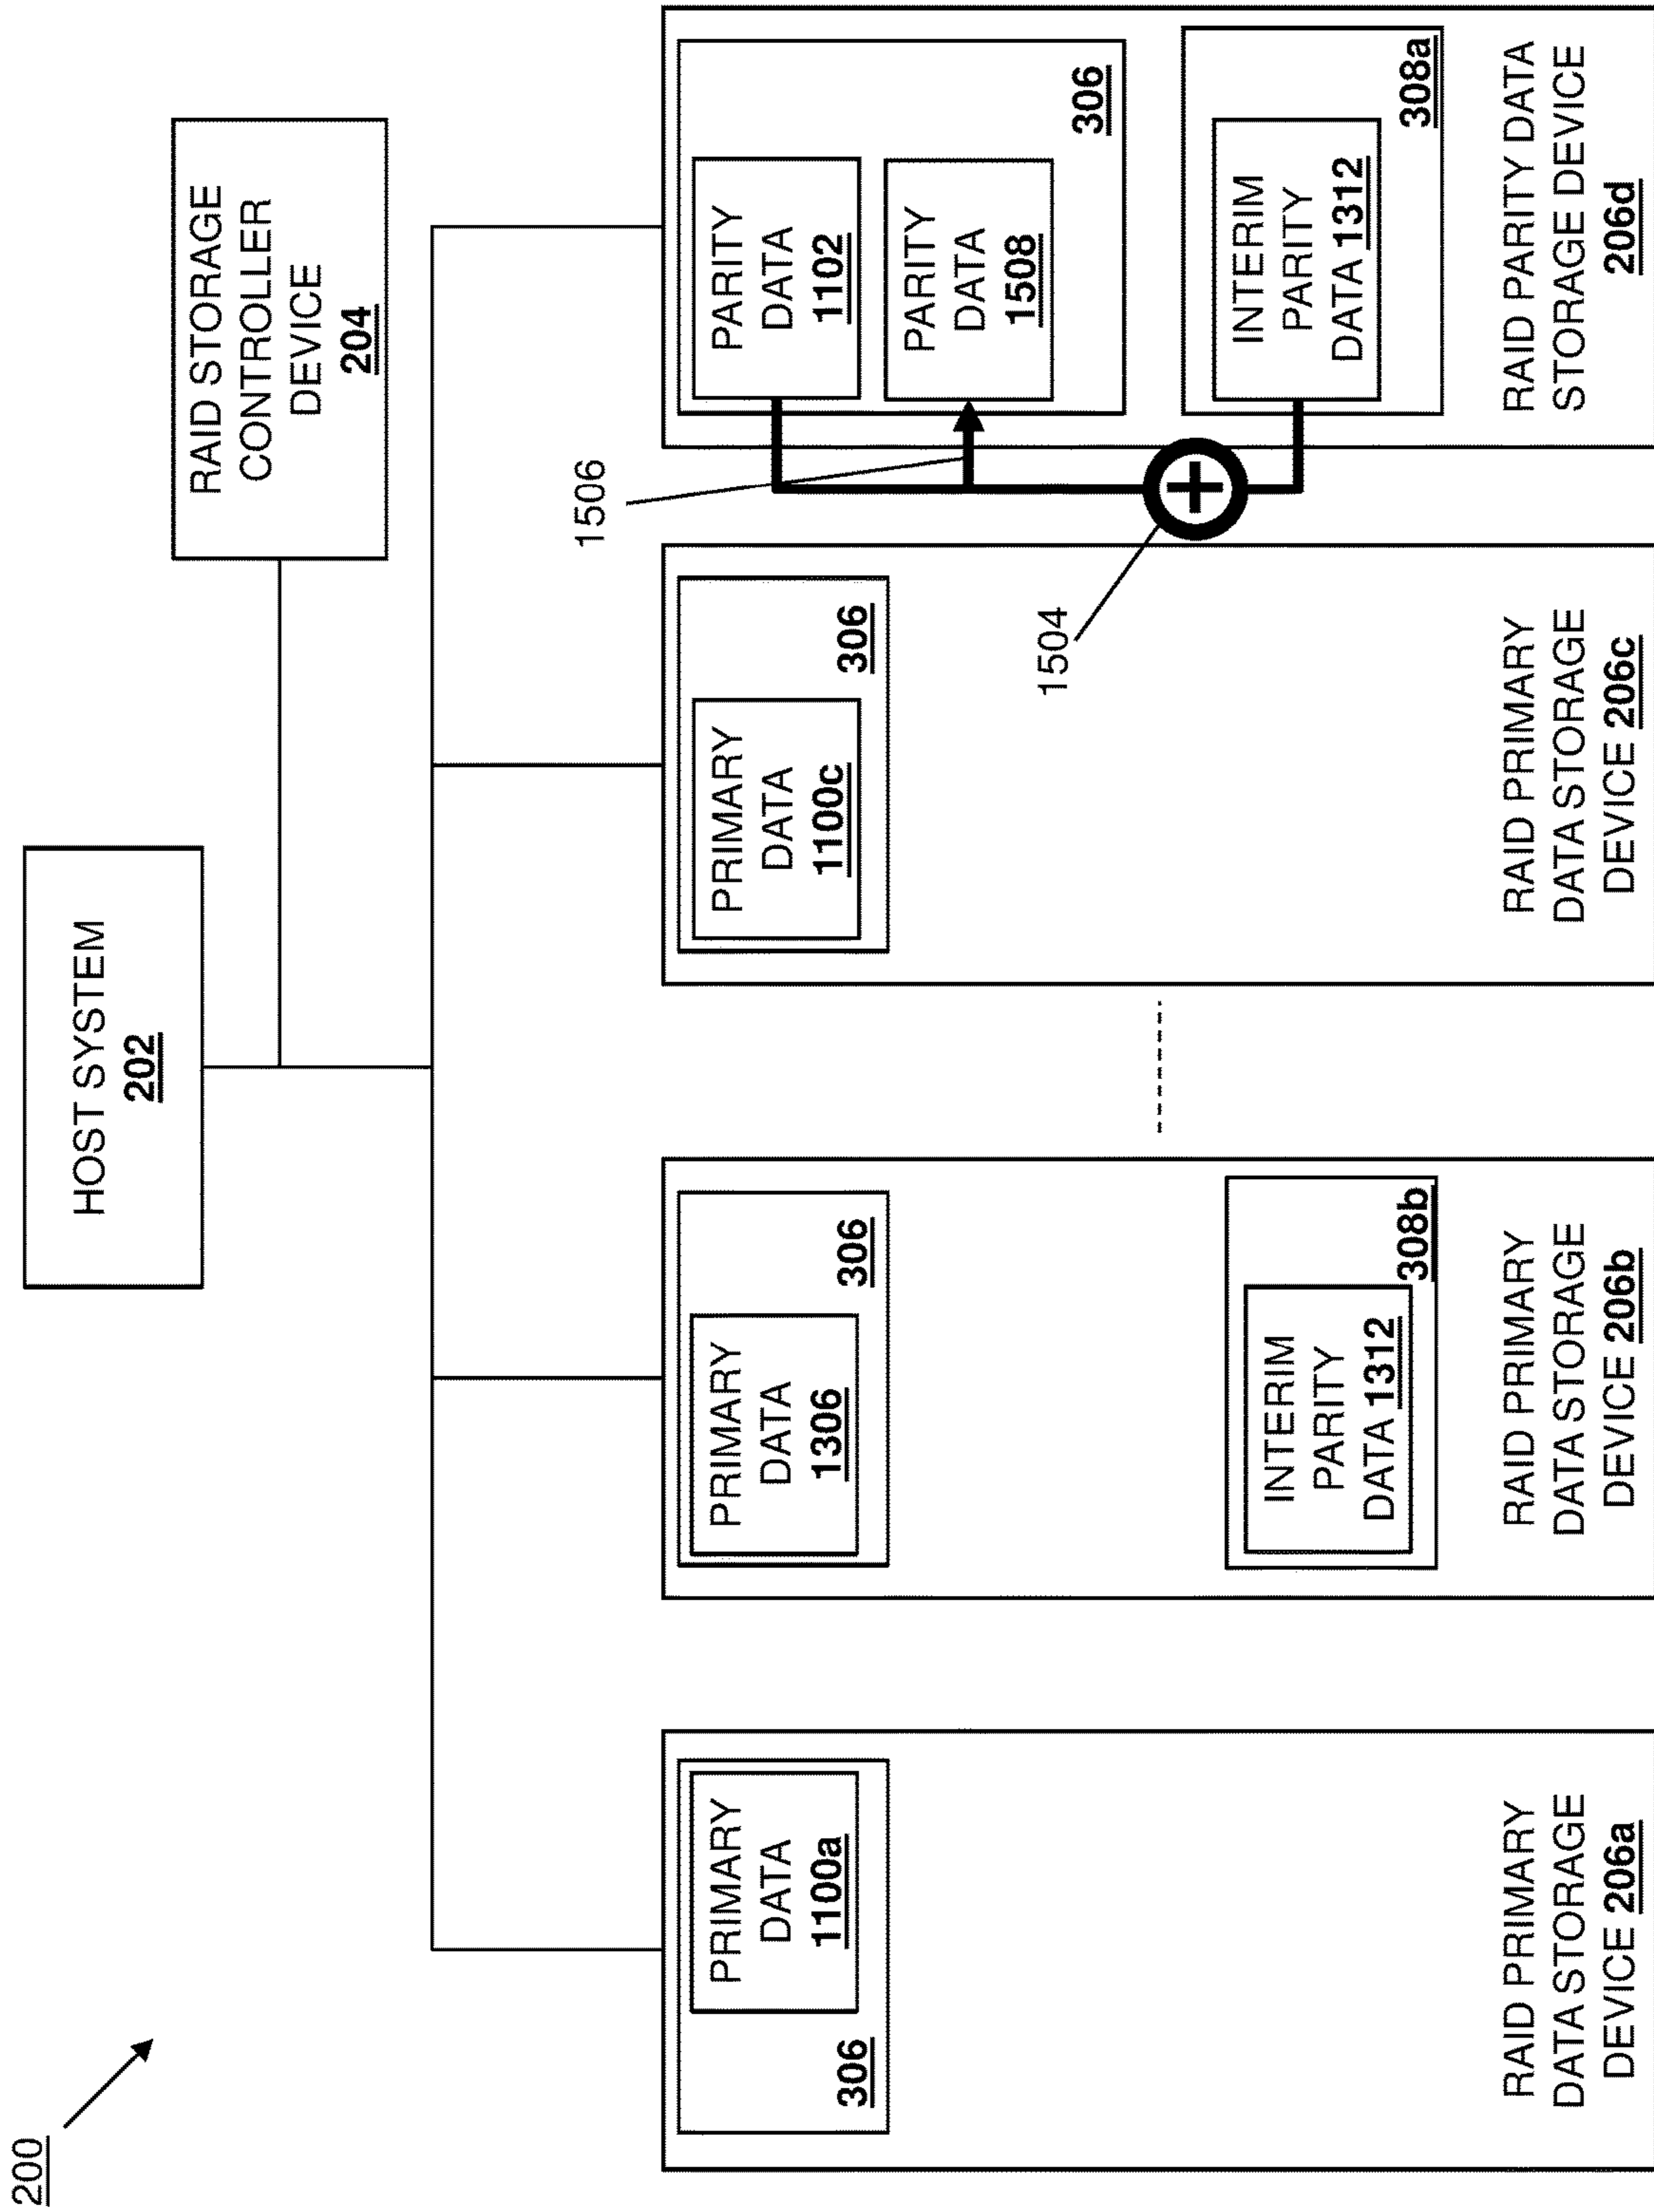 200
HOST SYSTEM
202
RAID STORAGE
CONTROLLER
DEVICE
204
306
PRIMARY
DATA
1100a
RAID PRIMARY
DATA STORAGE
DEVICE 206a
PRIMARY
DATA
1306
306
INTERIM
PARITY
DATA 1312
308b
RAID PRIMARY
DATA STORAGE
DEVICE 206b
PRIMARY
DATA
1100c
306
RAID PRIMARY
DATA STORAGE
DEVICE 206c
1504
1506
PARITY
DATA
1102
PARITY
DATA
1508
306
INTERIM
PARITY
DATA 1312
308a
RAID PARITY DATA
STORAGE DEVICE
206d